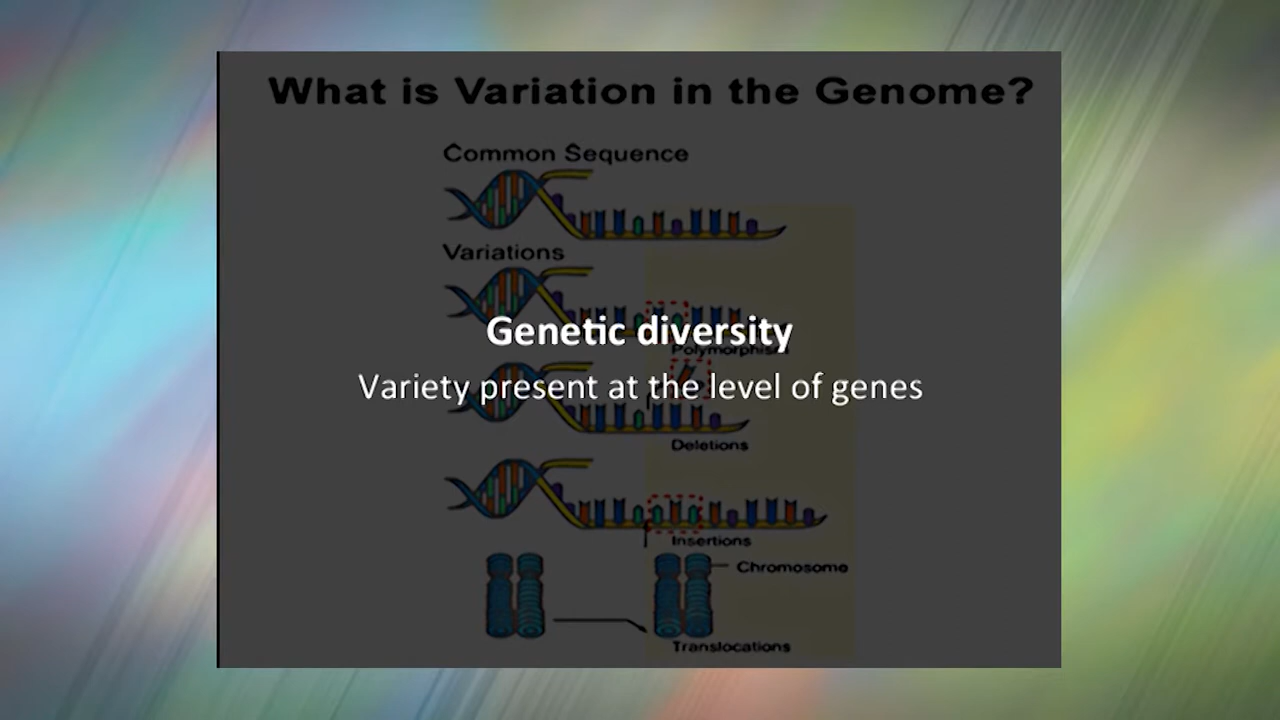 What is Variation in the Genome?
Common Sequence
Variations
Genetic diversity
Polymorphism
Variety present at the level of genes
Deletions
Insertions
Chromosome
Translocations